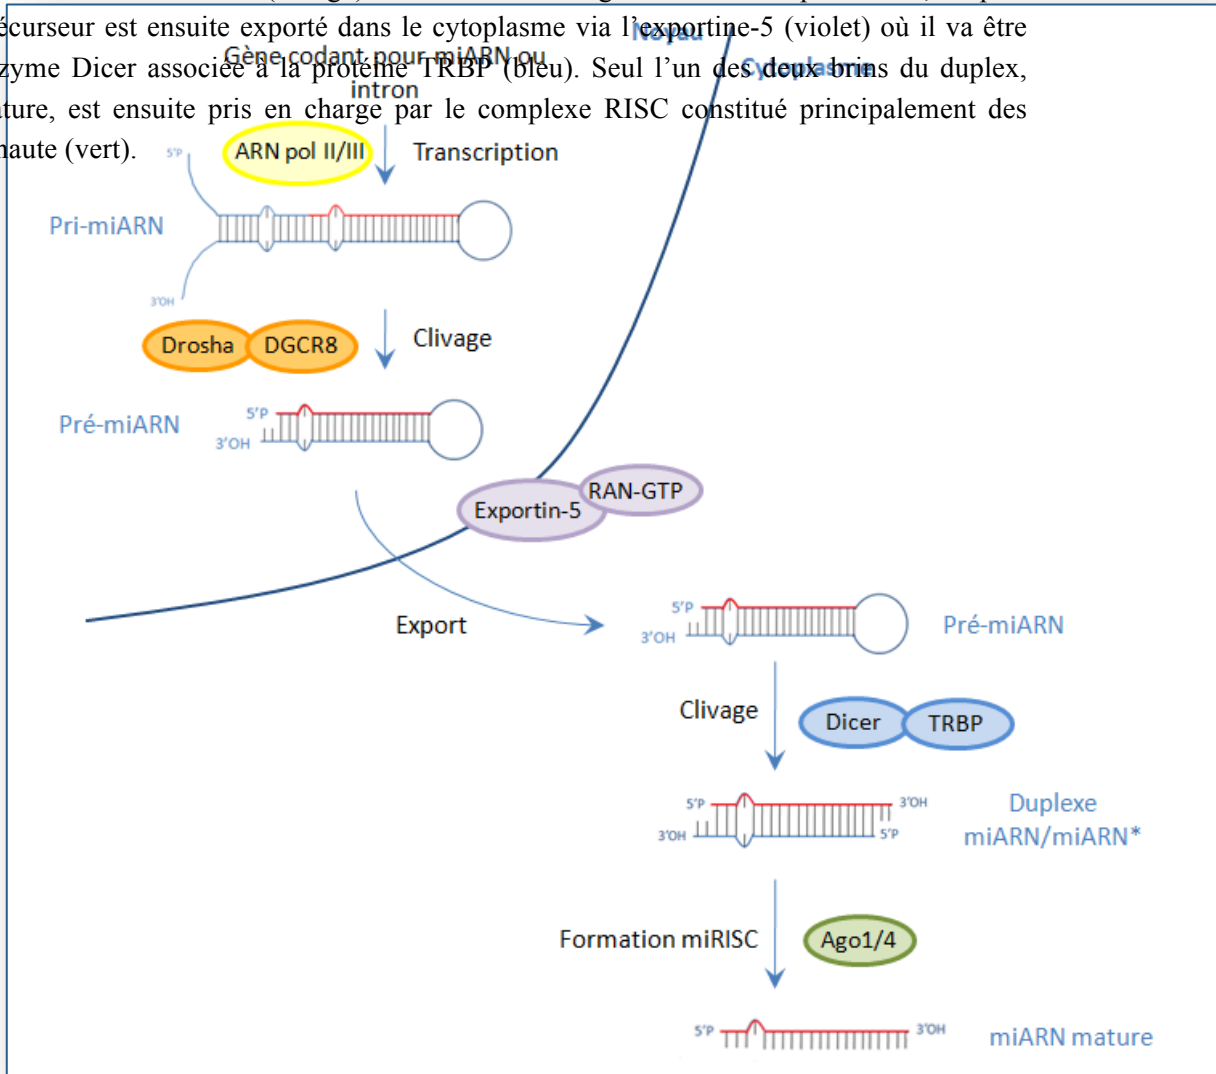 écurseur est ensuite exporté dans le cytoplasme via l’exportine-5 (violet) où il va être
Noyau
zyme Dicer associée à la protéine TRBP (bleu). Seul l’un des deux brins du duplex,
Gène codant pour miARN ou
intron
Cytoplasme
ature, est ensuite pris en charge par le complexe RISC constitué principalement des
naute (vert).
5'P
ARN pol II/III
Transcription
Pri-miARN
3'OH
Drosha
DGCR8
Clivage
5'P
Pré-miARN
3'OH
RAN-GTP
Exportin-5
Export
5'P
3'OH
Pré-miARN
Clivage
Dicer
TRBP
5'P
3'OH
3'OH
5'P
Duplexe
miARN/miARN*
Formation miRISC
Ago1/4
5'P
3'OH
miARN mature